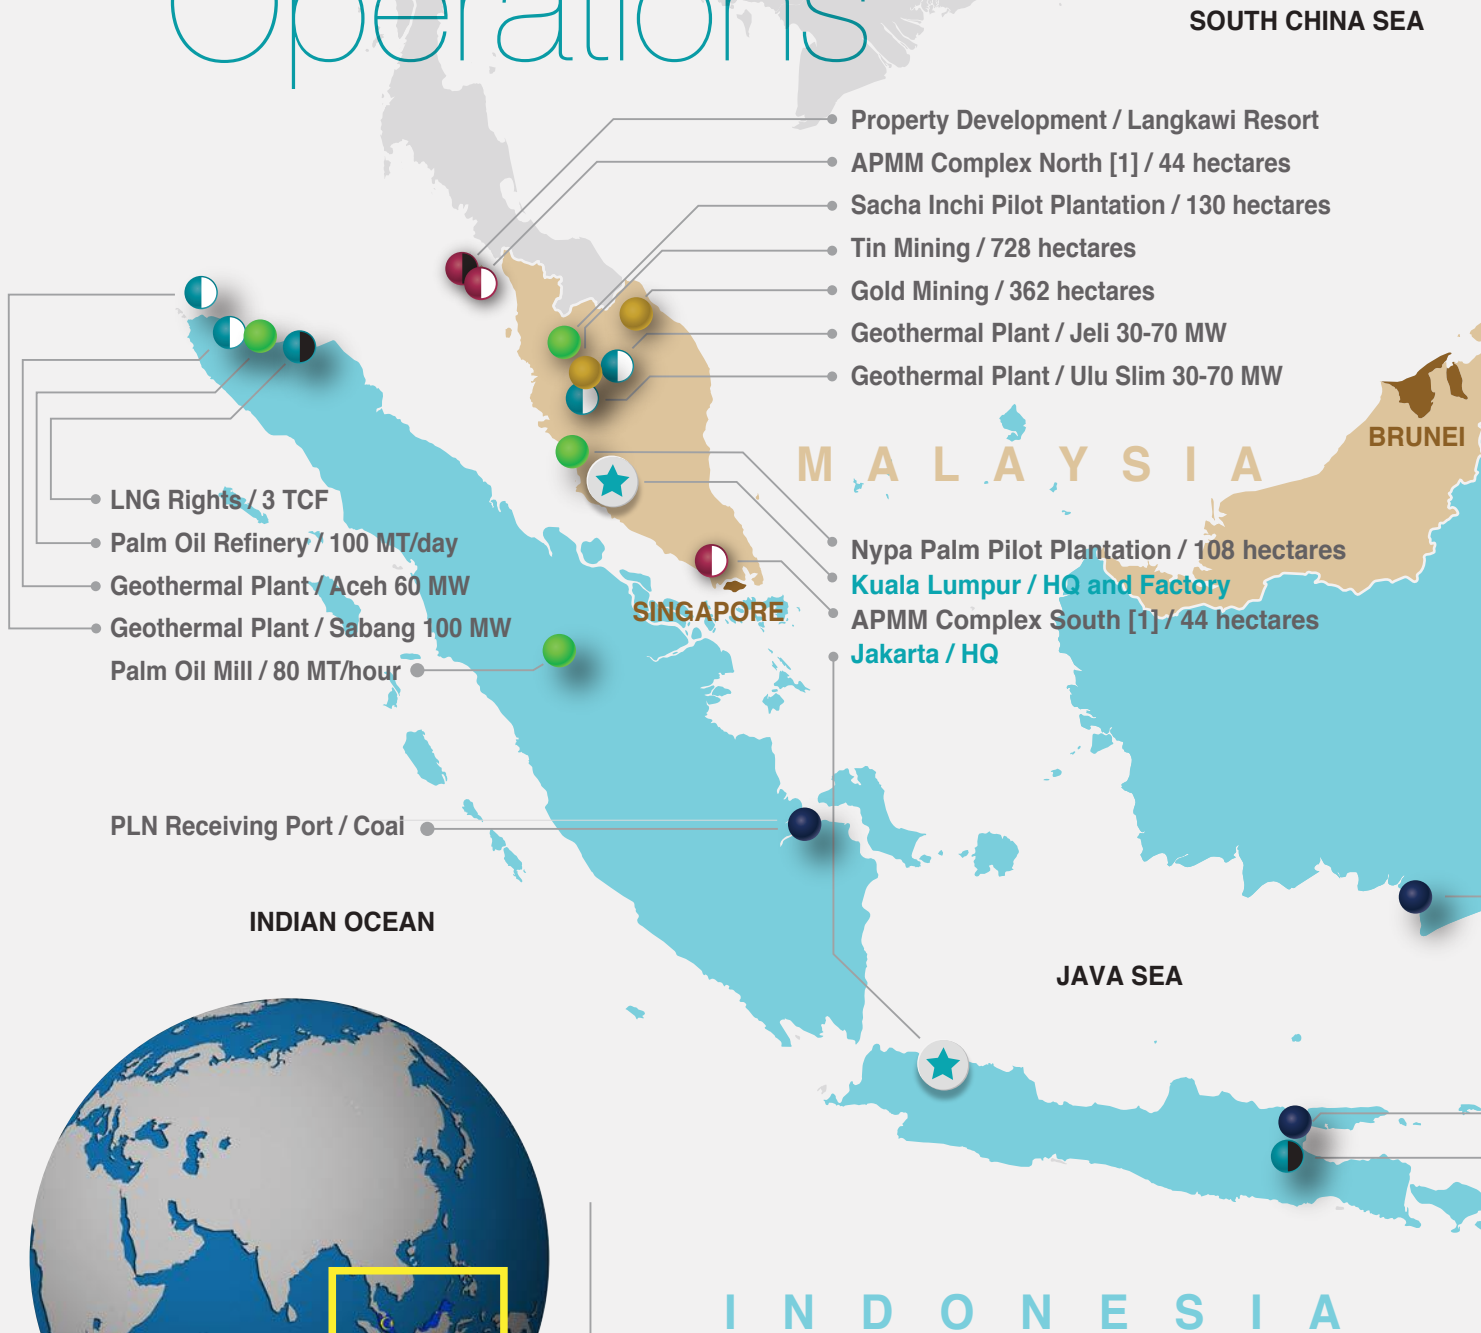 Operations
SOUTH CHINA SEA
Property Development / Langkawi Resort
APMM Complex North [1] / 44 hectares
Sacha Inchi Pilot Plantation / 130 hectares
Tin Mining / 728 hectares
Gold Mining / 362 hectares
Geothermal Plant / Jeli 30-70 MW
Geothermal Plant / Ulu Slim 30-70 MW
BRUNEI
MALAYSIA
LNG Rights / 3 TCF
Palm Oil Refinery / 100 MT/day
Geothermal Plant / Aceh 60 MW
Geothermal Plant / Sabang 100 MW
Palm Oil Mill / 80 MT/hour
Nypa Palm Pilot Plantation / 108 hectares
Kuala Lumpur / HQ and Factory
APMM Complex South [1] / 44 hectares
Jakarta / HQ
SINGAPORE
PLN Receiving Port / Coai
INDIAN OCEAN
JAVA SEA
INDONESIA